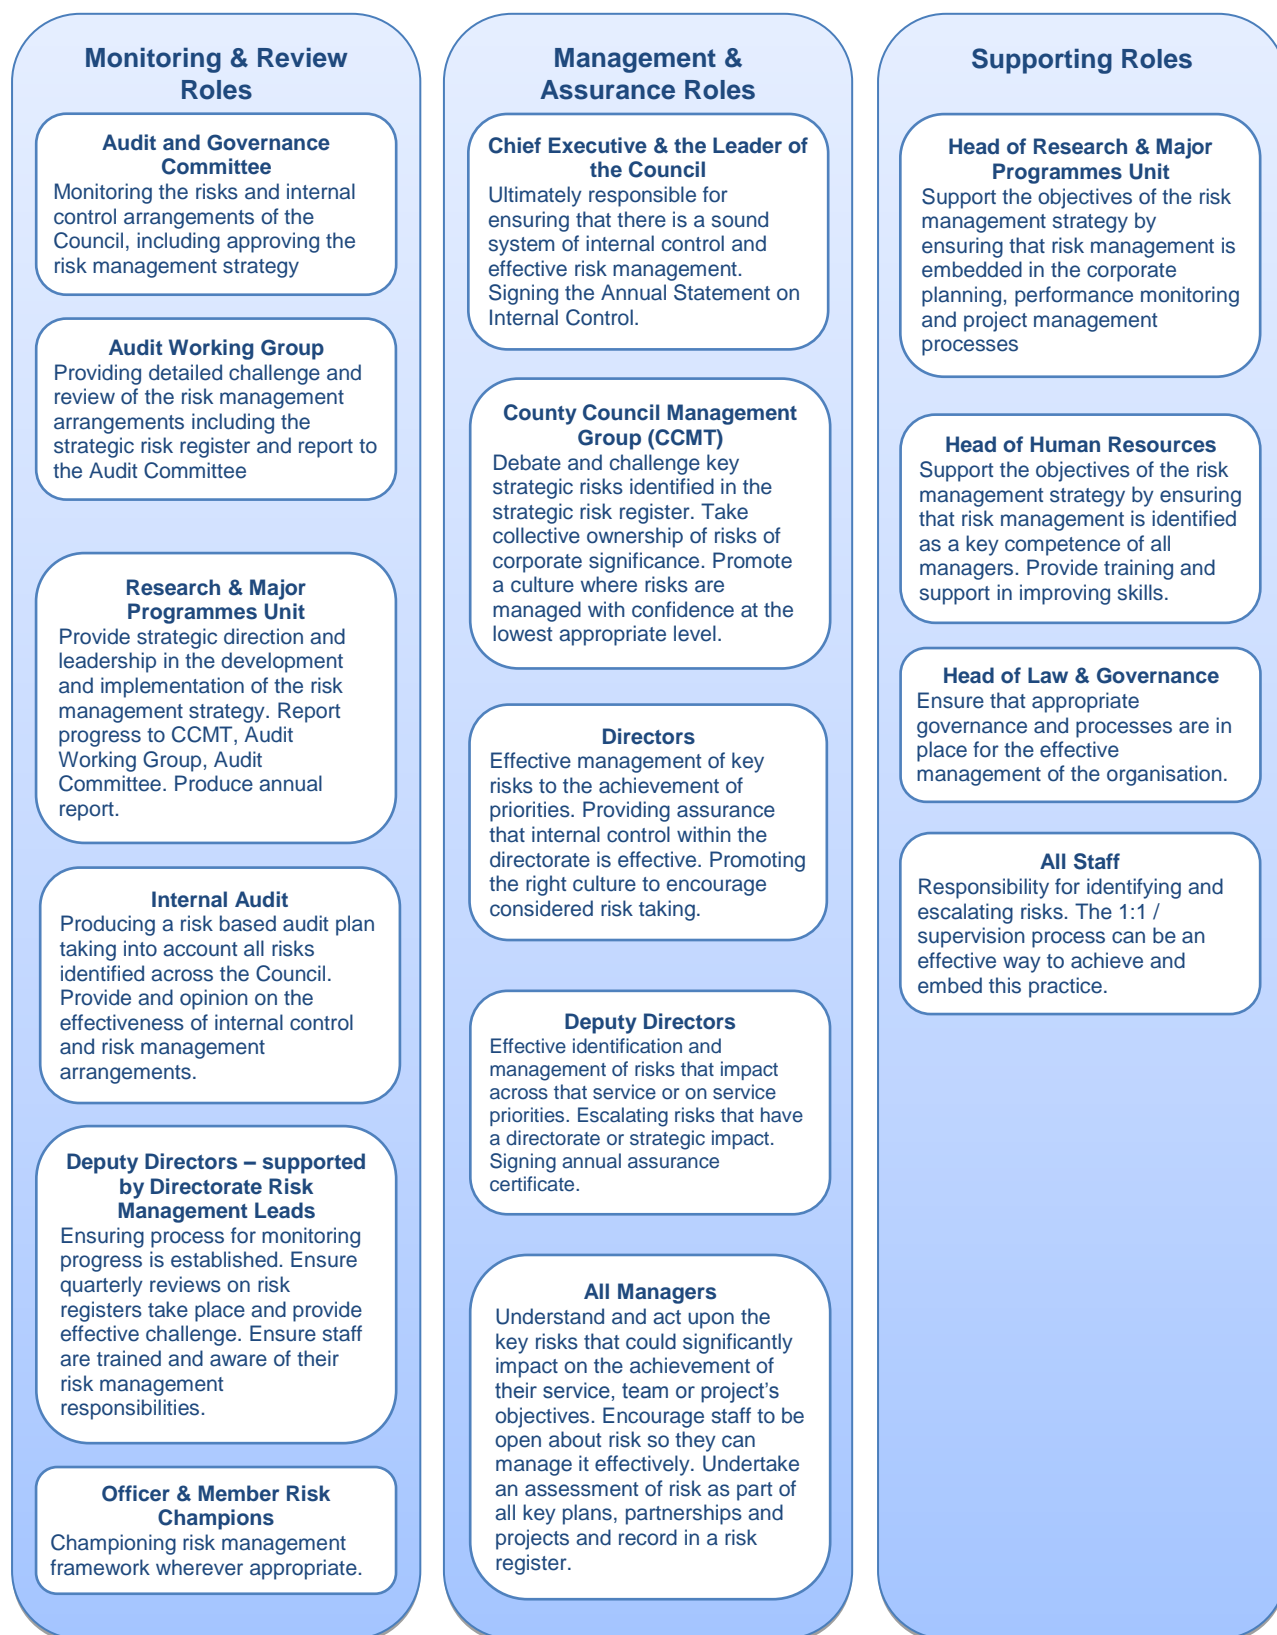 Monitoring & Review
Roles
Audit and Governance
Committee
Monitoring the risks and internal
control arrangements of the
Council, including approving the
risk management strategy
Audit Working Group
Providing detailed challenge and
review of the risk management
arrangements including the
strategic risk register and report to
the Audit Committee
Research & Major
Programmes Unit
Provide strategic direction and
leadership in the development
and implementation of the risk
management strategy. Report
progress to CCMT, Audit
Working Group, Audit
Committee. Produce annual
report.
Internal Audit
Producing a risk based audit plan
taking into account all risks
identified across the Council.
Provide and opinion on the
effectiveness of internal control
and risk management
arrangements.
Deputy Directors – supported
by Directorate Risk
Management Leads
Ensuring process for monitoring
progress is established. Ensure
quarterly reviews on risk
registers take place and provide
effective challenge. Ensure staff
are trained and aware of their
risk management
responsibilities.
Officer & Member Risk
Champions
Championing risk management
framework wherever appropriate.
Management &
Assurance Roles
Chief Executive & the Leader of
the Council
Ultimately responsible for
ensuring that there is a sound
system of internal control and
effective risk management.
Signing the Annual Statement on
Internal Control.
County Council Management
Group (CCMT)
Debate and challenge key
strategic risks identified in the
strategic risk register. Take
collective ownership of risks of
corporate significance. Promote
a culture where risks are
managed with confidence at the
lowest appropriate level.
Directors
Effective management of key
risks to the achievement of
priorities. Providing assurance
that internal control within the
directorate is effective. Promoting
the right culture to encourage
considered risk taking.
Deputy Directors
Effective identification and
management of risks that impact
across that service or on service
priorities. Escalating risks that have
a directorate or strategic impact.
Signing annual assurance
certificate.
All Managers
Understand and act upon the
key risks that could significantly
impact on the achievement of
their service, team or project’s
objectives. Encourage staff to be
open about risk so they can
manage it effectively. Undertake
an assessment of risk as part of
all key plans, partnerships and
projects and record in a risk
register.
Supporting Roles
Head of Research & Major
Programmes Unit
Support the objectives of the risk
management strategy by
ensuring that risk management is
embedded in the corporate
planning, performance monitoring
and project management
processes
Head of Human Resources
Support the objectives of the risk
management strategy by ensuring
that risk management is identified
as a key competence of all
managers. Provide training and
support in improving skills.
Head of Law & Governance
Ensure that appropriate
governance and processes are in
place for the effective
management of the organisation.
All Staff
Responsibility for identifying and
escalating risks. The 1:1 /
supervision process can be an
effective way to achieve and
embed this practice.